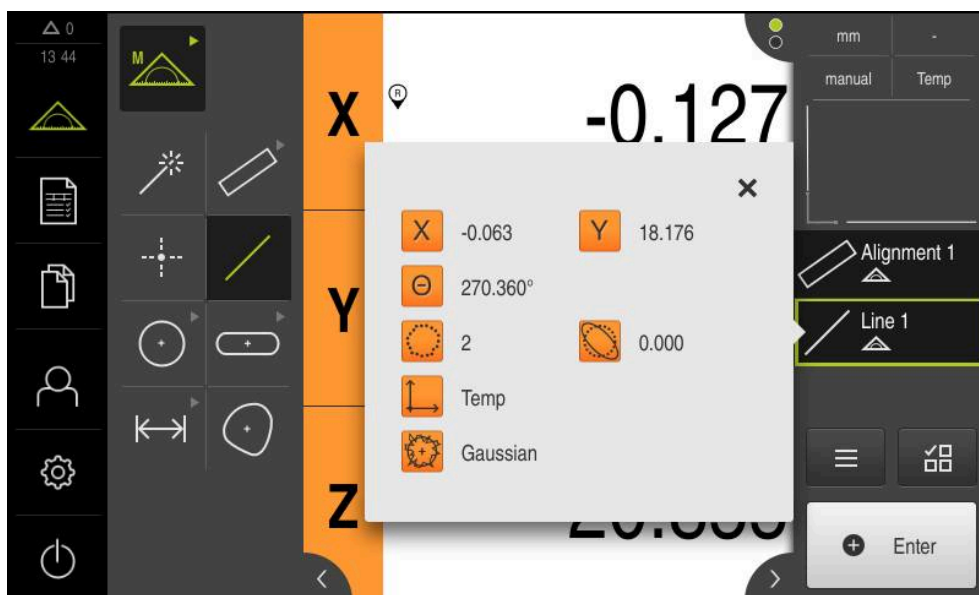 0
13 44
M
X
R
-0.127
mm
-
manual
Temp
X
-0.063
Y
18.176
Θ
270.360°
2
0.000
Temp
Gaussian
Y
Z
Alignment 1
Line 1
Enter